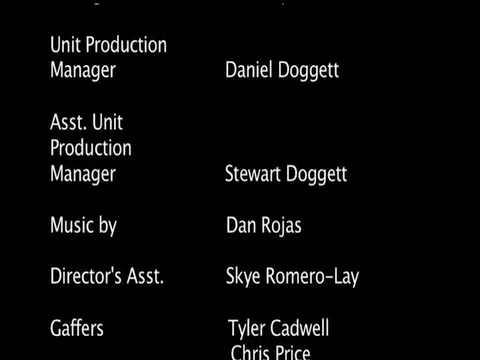 Unit Production
Manager Daniel Doggett
Asst. Unit
Production
Manager Stewart Doggett
Music by Dan Rojas
Director's Asst. Skye Romero-Lay
Gaffers Tyler Cadwell
Chris Price